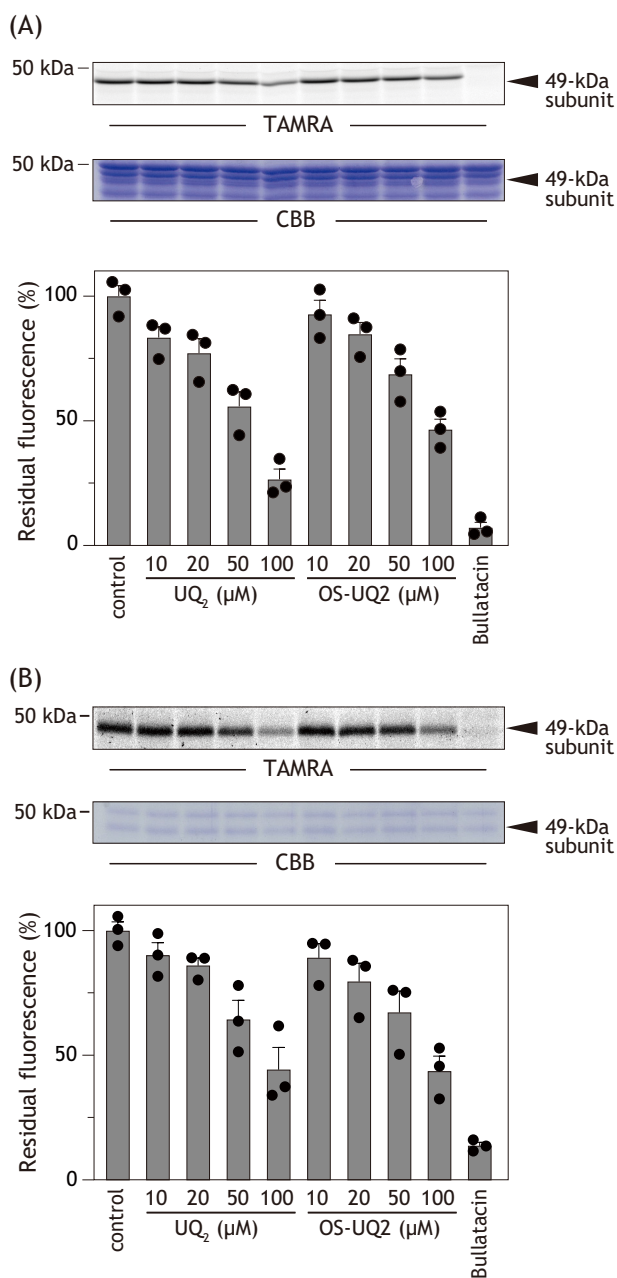 (A)
50 kDa
49-kDa
subunit
TAMRA
50 kDa
49-kDa
subunit
CBB
Residual fluorescence (%)
100
50
0
control
10 20 50 100
UQ2 (μM)
10 20 50 100
OS-UQ2 (μM)
Bullatacin
(B)
50 kDa
49-kDa
subunit
TAMRA
50 kDa
49-kDa
subunit
CBB
Residual fluorescence (%)
100
50
0
control
10 20 50 100
UQ2 (μM)
10 20 50 100
OS-UQ2 (μM)
Bullatacin